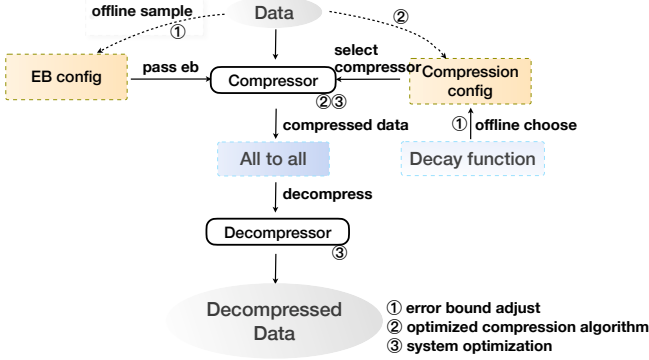 offline sample
①
Data
②
EB config
pass eb
Compressor
②③
select
compressor
Compression
config
compressed data
① offline choose
All to all
Decay function
decompress
Decompressor
③
Decompressed
Data
① error bound adjust
② optimized compression algorithm
③ system optimization